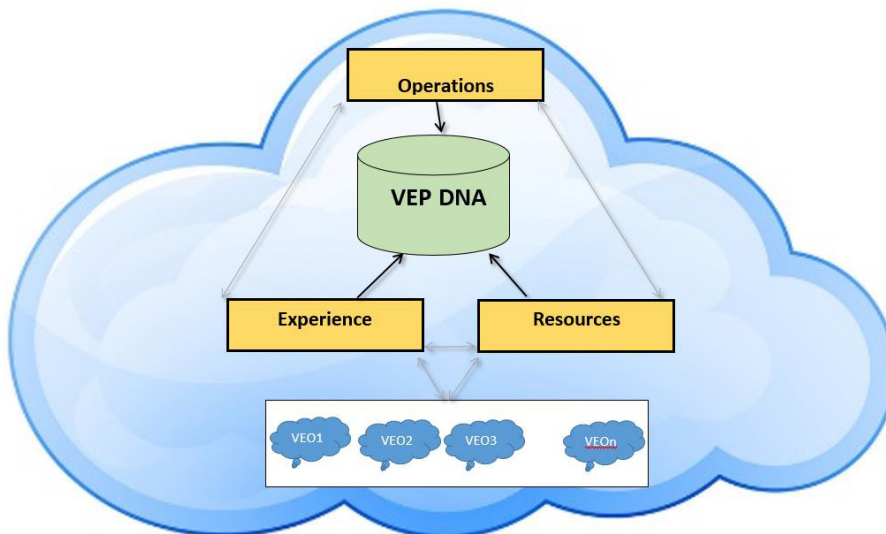 Operations
VEP DNA
Experience
Resources
VEO1
VEO2
VEO3
VEOn